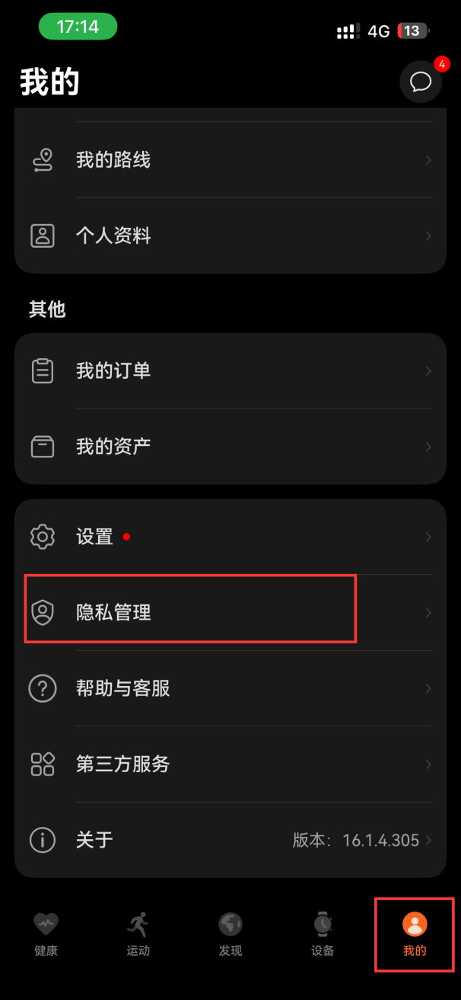 17:14
4G 13
我的
4
我的路线
个人资料
其他
我的订单
我的资产
设置
隐私管理
帮助与客服
第三方服务
关于 版本：16.1.4.305
健康 运动 发现 设备 我的